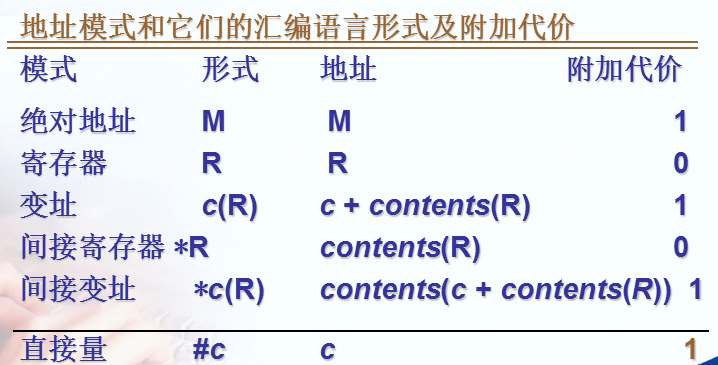 地址模式和它们的汇编语言形式及附加代价
模式 形式 地址 附加代价
绝对地址 M M 1
寄存器 R R 0
变址 c(R) c + contents(R) 1
间接寄存器 *R contents(R) 0
间接变址 *c(R) contents(c + contents(R)) 1
直接量 #c c 1